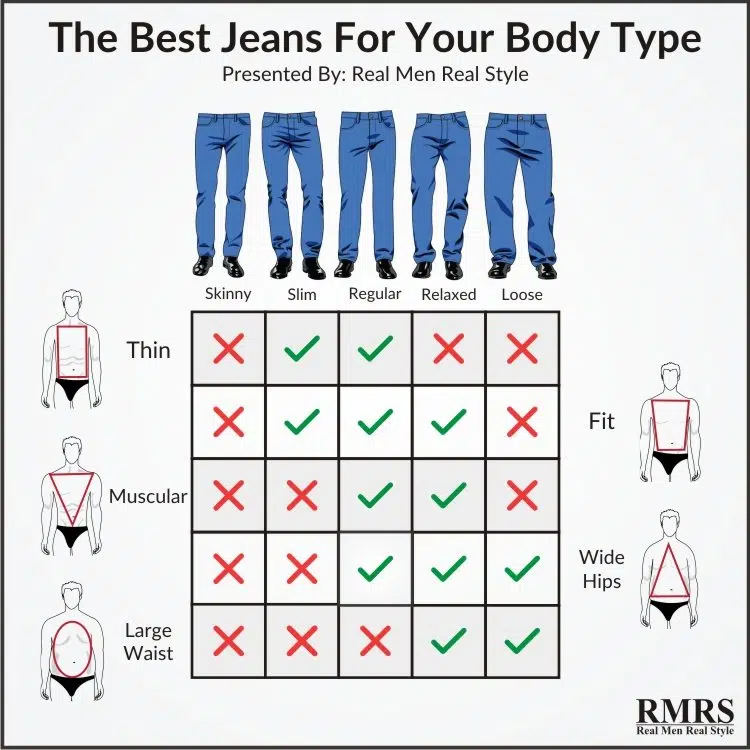 The Best Jeans For Your Body Type
Presented By: Real Men Real Style
Skinny
Slim
Regular
Relaxed
Loose
Thin
Fit
Muscular
Wide
Hips
Large
Waist
RMRS
Real Men Real Style